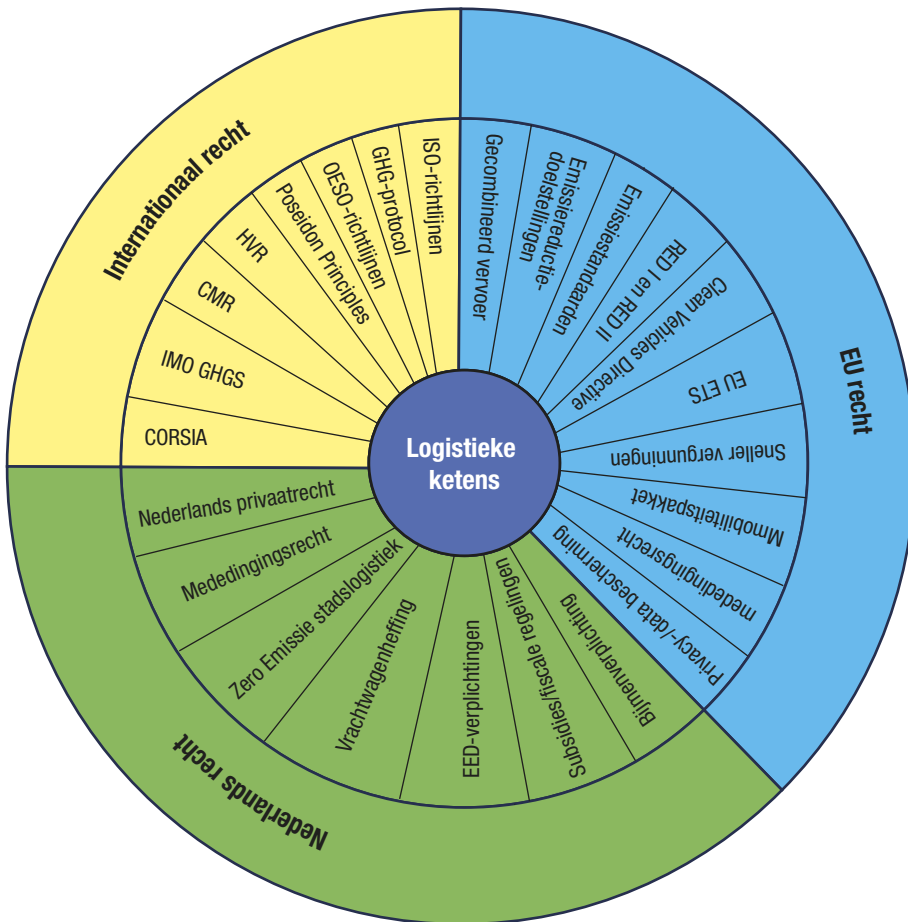 Logistieke
ketens
Internationaal recht
CORSIA
IMO GHGS
CMR
HVR
Poseidon Principles
OESO-richtlijnen
GHG-protocol
ISO-richtlijnen
EU recht
Gecombineerd vervoer
Emissiereductie-
doelstellingen
Emissiestandaarden
RED I en RED II
Clean Vehicles Directive
EU ETS
Sneller vergunningen
Mmobiliteitspakket
mededingingsrecht
Privacy-/data bescherming
Nederlands recht
Bijmenverplichting
Subsidies/fiscale regelingen
EED-verplichtingen
Vrachtwagenheffing
Zero Emissie stadslogistiek
Mededingingsrecht
Nederlands privaatrecht